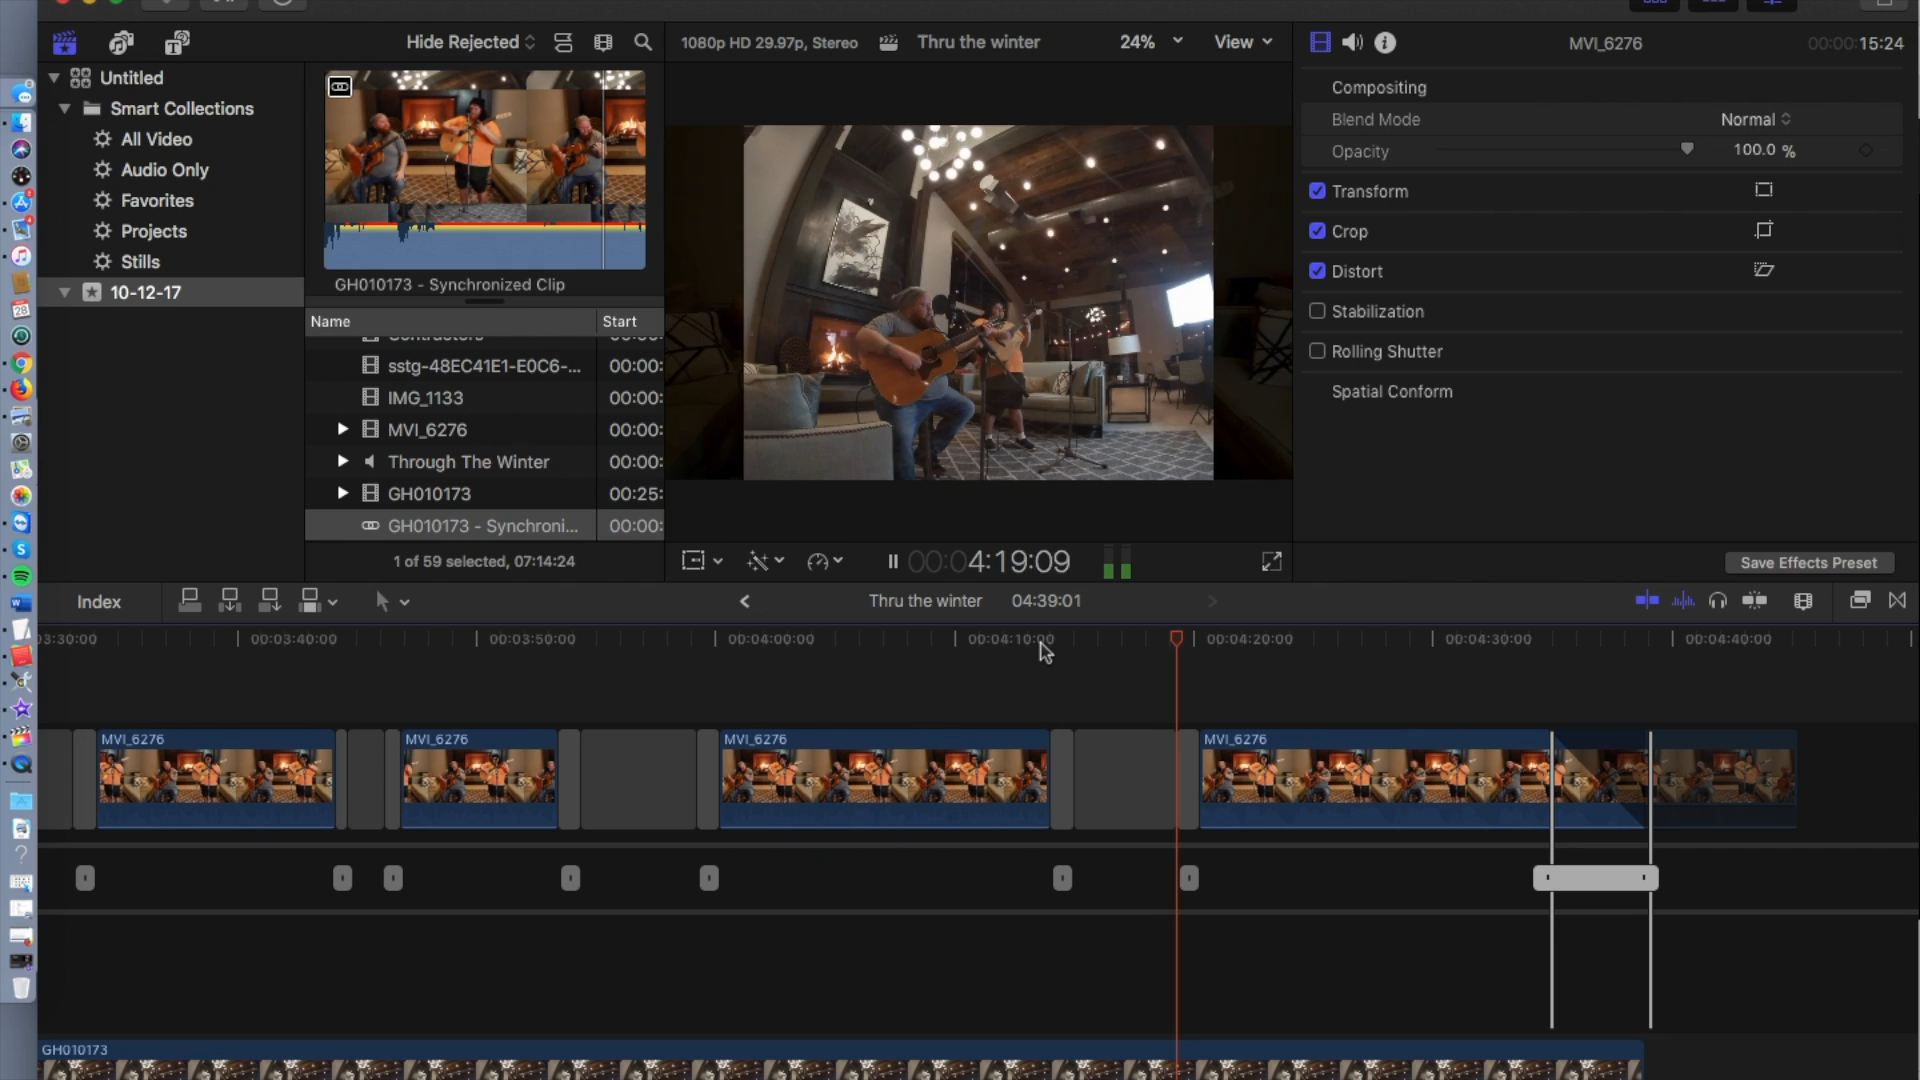 Hide Rejected
1080p HD 29.97p, Stereo
Thru the winter
24%
View
MVI_6276
00:00:15:24
Untitled
Smart Collections
All Video
Audio Only
Favorites
Projects
Stills
10-12-17
GH010173 - Synchronized Clip
Name
Start
Contractors
sstg-48EC41E1-E0C6-...
00:00:
IMG_1133
00:00:
MVI_6276
00:00:
Through The Winter
00:00:
GH010173
00:25:
GH010173 - Synchroni...
00:00:
1 of 59 selected, 07:14:24
00:04:19:09
Compositing
Blend Mode
Normal
Opacity
100.0 %
Transform
Crop
Distort
Stabilization
Rolling Shutter
Spatial Conform
Save Effects Preset
Index
Thru the winter
04:39:01
03:30:00
00:03:40:00
00:03:50:00
00:04:00:00
00:04:10:00
00:04:20:00
00:04:30:00
00:04:40:00
MVI_6276
MVI_6276
MVI_6276
MVI_6276
GH010173